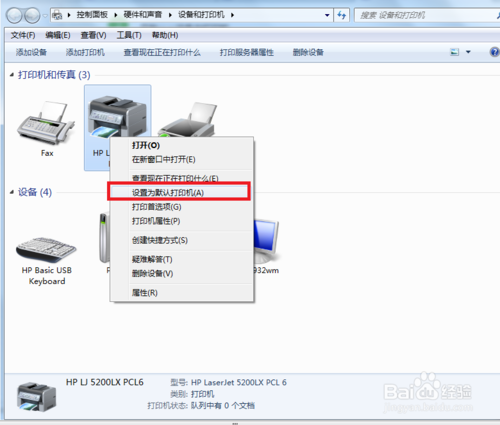 控制面板 ▸ 硬件和声音 ▸ 设备和打印机 ▸
搜索 设备和打印机
文件(F) 编辑(E) 查看(V) 工具(T) 帮助(H)
添加设备 添加打印机 查看现在正在打印什么 打印服务器属性 删除设备
打印机和传真 (3)
Fax
HP L
打开(O)
在新窗口中打开(E)
查看现在正在打印什么(E)
设置为默认打印机(A)
打印首选项(G)
打印机属性(P)
创建快捷方式(S)
疑难解答(T)
删除设备(V)
属性(R)
设备 (4)
HP Basic USB
Keyboard
P
932wm
HP LJ 5200LX PCL6
型号: HP LaserJet 5200LX PCL 6
类别: 打印机
打印机状态: 队列中有 0 个文档
Baidu 经验
jingyan.baidu.com